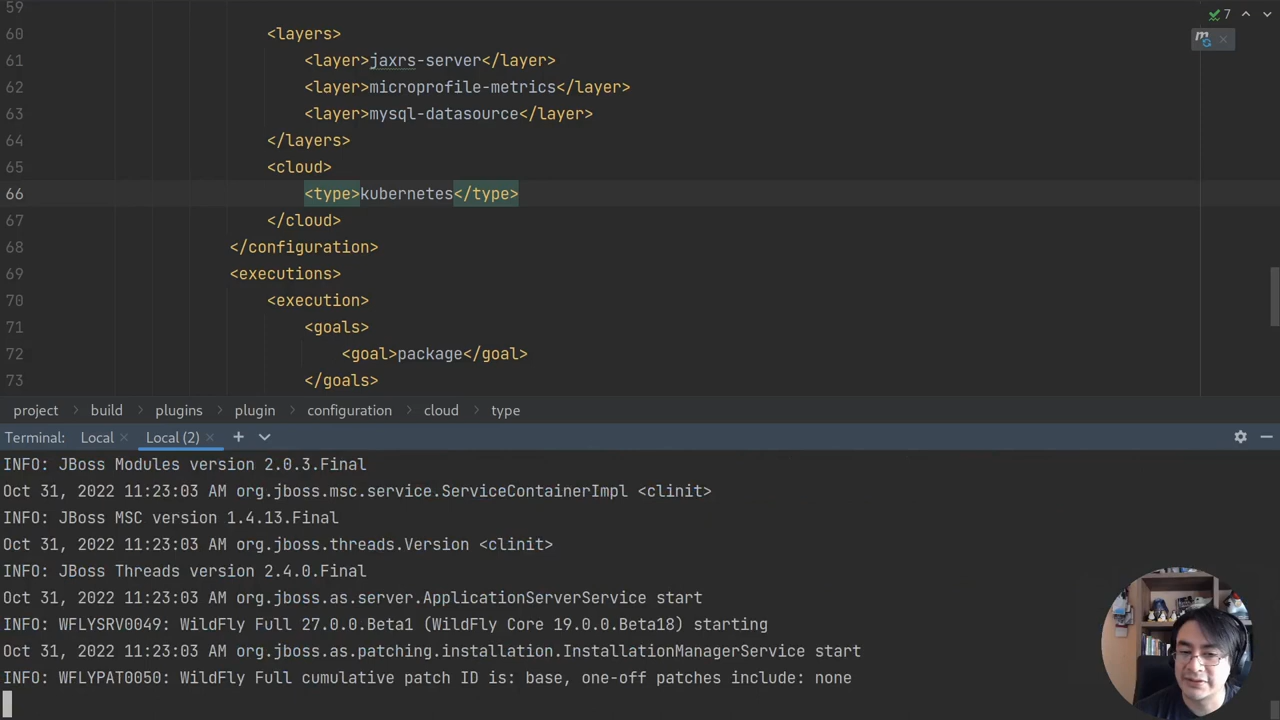 59
7
60 <layers>
61 <layer>jaxrs-server</layer>
62 <layer>microprofile-metrics</layer>
63 <layer>mysql-datasource</layer>
64 </layers>
65 <cloud>
66 <type>kubernetes</type>
67 </cloud>
68 </configuration>
69 <executions>
70 <execution>
71 <goals>
72 <goal>package</goal>
73 </goals>
project > build > plugins > plugin > configuration > cloud > type
Terminal: Local × Local (2) × +
INFO: JBoss Modules version 2.0.3.Final
Oct 31, 2022 11:23:03 AM org.jboss.msc.service.ServiceContainerImpl <clinit>
INFO: JBoss MSC version 1.4.13.Final
Oct 31, 2022 11:23:03 AM org.jboss.threads.Version <clinit>
INFO: JBoss Threads version 2.4.0.Final
Oct 31, 2022 11:23:03 AM org.jboss.as.server.ApplicationServerService start
INFO: WFLYSRV0049: WildFly Full 27.0.0.Beta1 (WildFly Core 19.0.0.Beta18) starting
Oct 31, 2022 11:23:03 AM org.jboss.as.patching.installation.InstallationManagerService start
INFO: WFLYPAT0050: WildFly Full cumulative patch ID is: base, one-off patches include: none